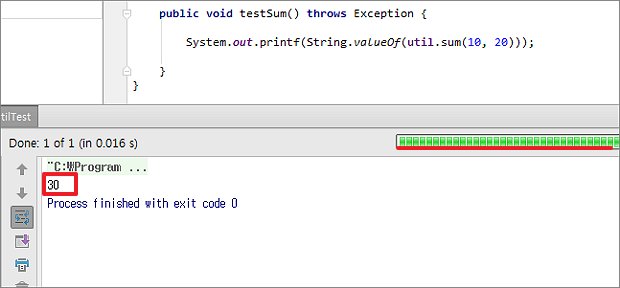 public void testSum() throws Exception {
System.out.printf(String.valueOf(util.sum(10, 20)));
}
}
tilTest
Done: 1 of 1 (in 0.016 s)
"C:₩Program ...
30
Process finished with exit code 0